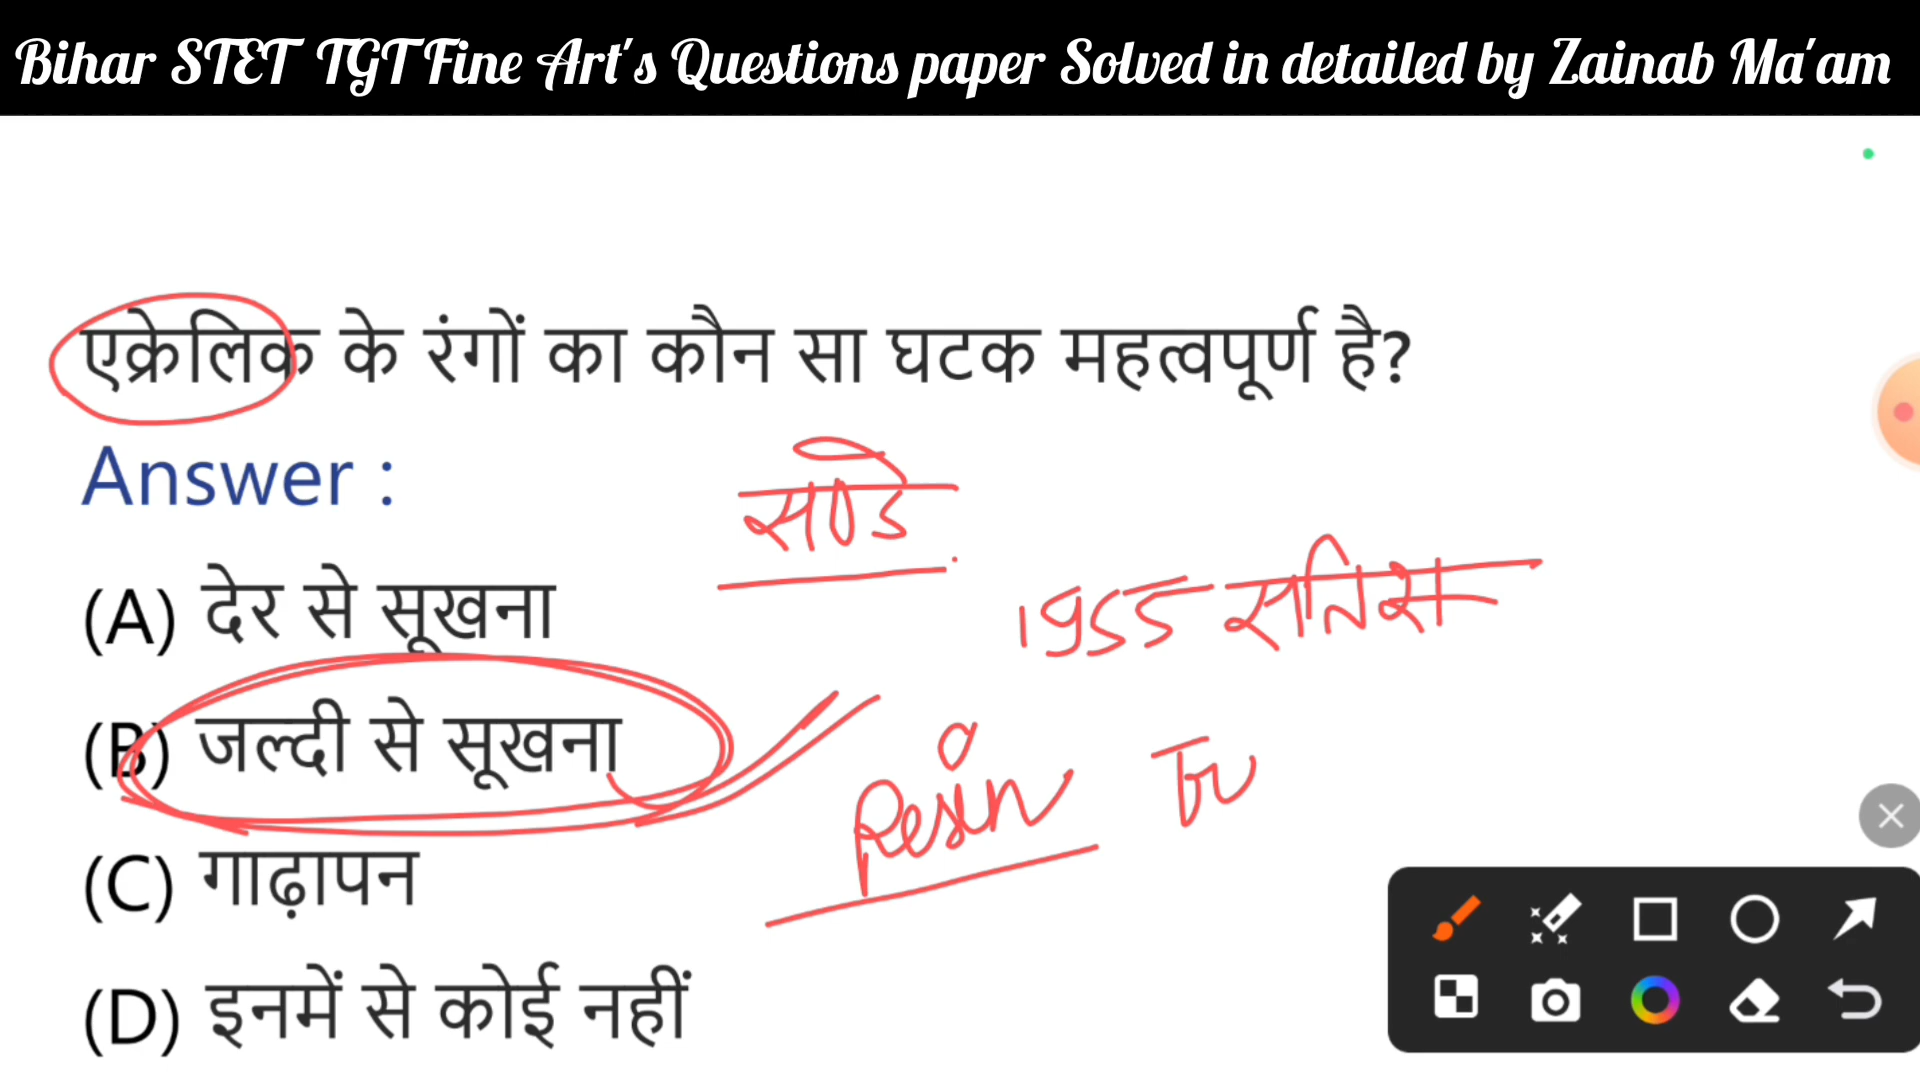 Bihar STET TGT Fine Art's Questions paper Solved in detailed by Zainab Ma'am
एक्रेलिक के रंगों का कौन सा घटक महत्वपूर्ण है?
Answer :
(A) देर से सूखना
(B) जल्दी से सूखना
(C) गाढ़ापन
(D) इनमें से कोई नहीं
1955
Resin